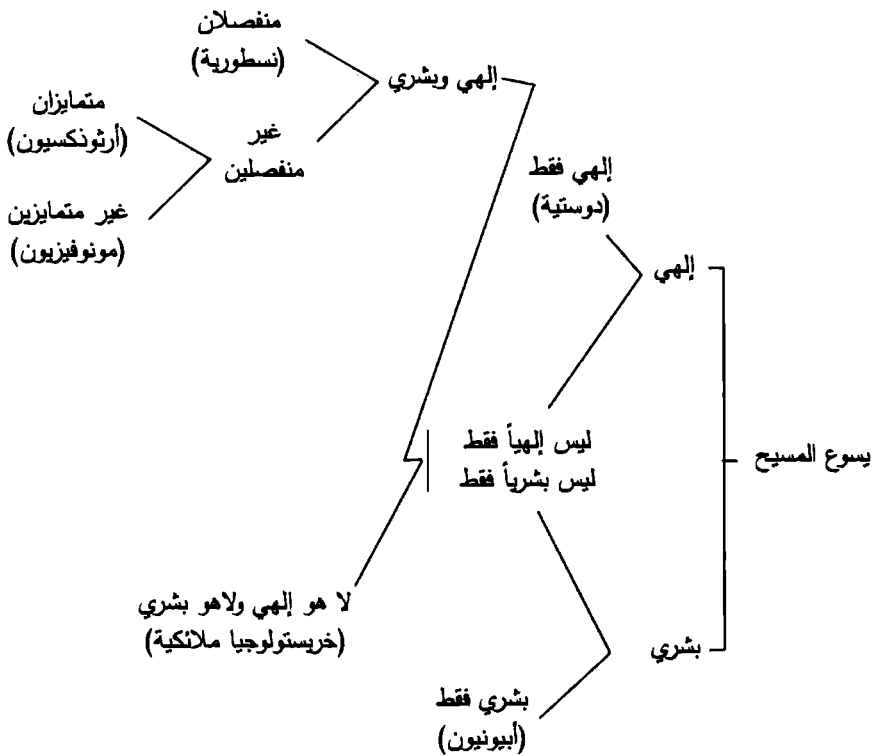 يسوع المسيح
إلهي
بشري
إلهي فقط
(دوستية)
ليس إلهياً فقط
ليس بشرياً فقط
بشري فقط
(أبيونيون)
إلهي وبشري
لا هو إلهي ولاهو بشري
(خريستولوجيا ملائكية)
منفصلان
(نسطورية)
غير
منفصلين
متمايزان
(أرثوذكسيون)
غير متمايزين
(مونوفيزيون)